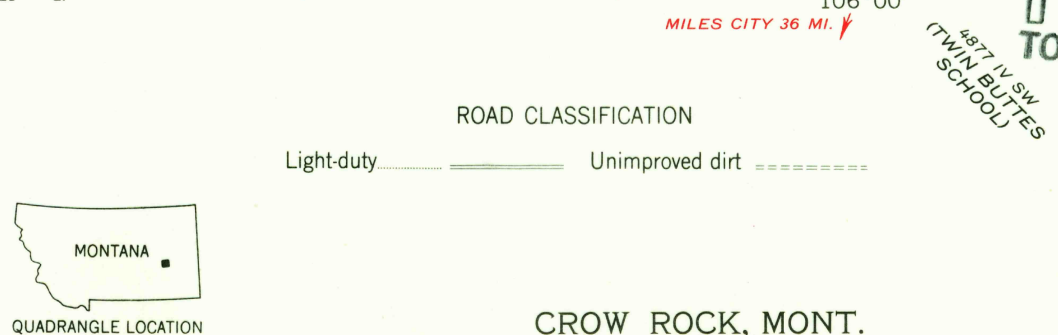 106 00
MILES CITY 36 MI.
4877 IV SW
(TWIN BUTTES
SCHOOL)
TO
ROAD CLASSIFICATION
Light-duty Unimproved dirt
MONTANA
QUADRANGLE LOCATION
CROW ROCK, MONT.